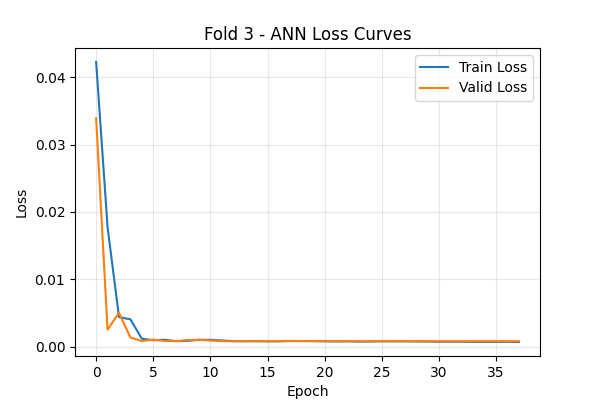 Fold 3 - ANN Loss Curves
Train Loss
Valid Loss
0.04
0.03
0.02
0.01
0.00
Loss
0 5 10 15 20 25 30 35
Epoch